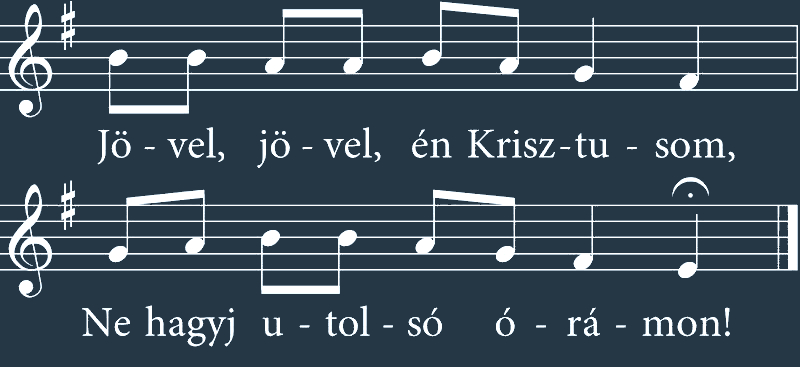 Jö - vel, jö - vel, én Krisz-tu - som,
Ne hagyj u - tol - só ó - rá - mon!